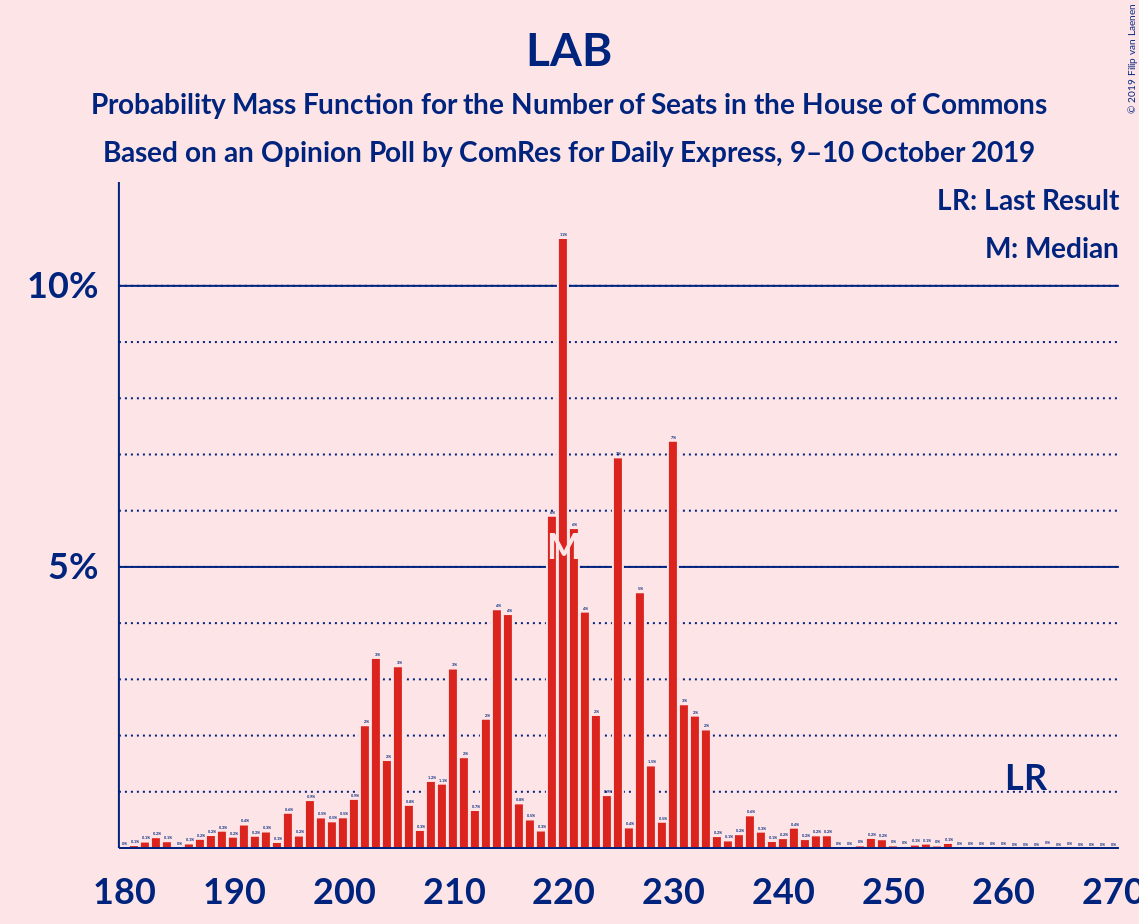 LAB
Probability Mass Function for the Number of Seats in the House of Commons
Based on an Opinion Poll by ComRes for Daily Express, 9–10 October 2019
© 2019 Filip van Laenen
LR: Last Result
M: Median
10%
5%
M
LR
180 190 200 210 220 230 240 250 260 270